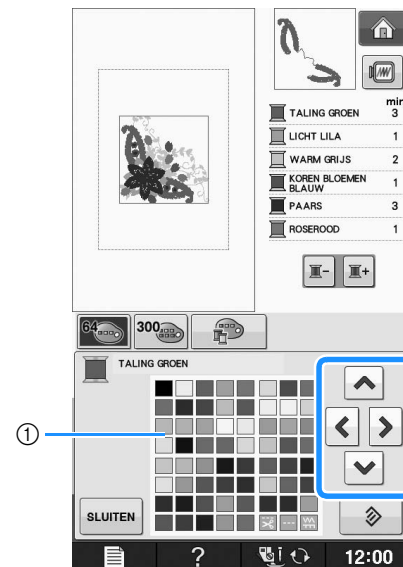 min
TALING GROEN 3
LICHT LILA 1
WARM GRIJS 2
KOREN BLOEMEN
BLAUW 1
PAARS 3
ROSEROOD 1
64 300
TALING GROEN
①
SLUITEN
? 12:00